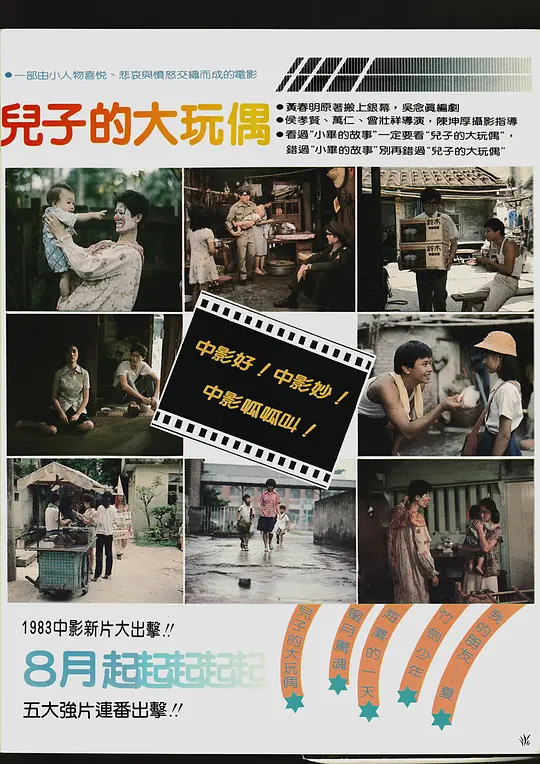 ●一部由小人物喜悅、悲哀與憤怒交織而成的電影
兒子的大玩偶
●黃春明原著搬上銀幕，吳念眞編劇
●侯孝賢、萬仁、曾壯祥導演，陳坤厚攝影指導
●看過“小畢的故事”一定要看“兒子的大玩偶”，
錯過“小畢的故事”別再錯過“兒子的大玩偶”
鈴木
鈴木
中影好！中影妙！
中影
1983中影新片大出擊!!
8月起起起起起
五大強片連番出擊!!
兒子的大玩偶
蜜月驚魂
海灘的一天
竹劍少年
我的朋友—夏